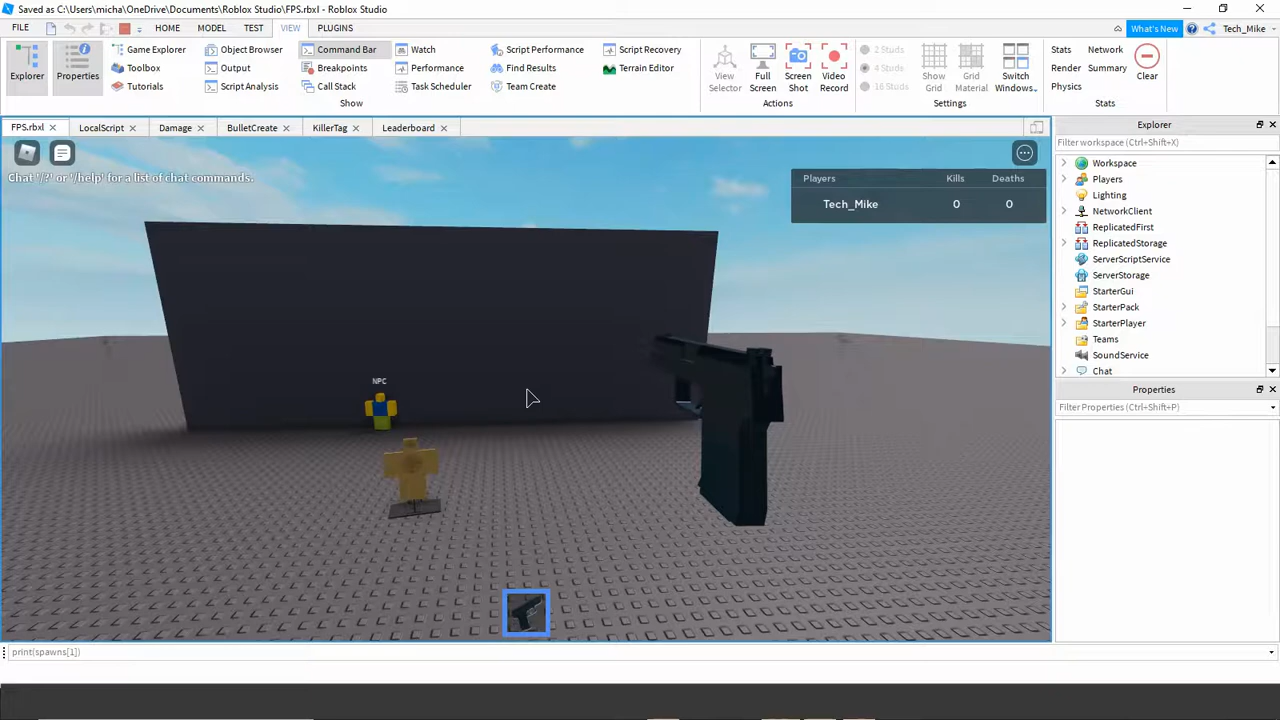 Saved as C:\Users\micha\OneDrive\Documents\Roblox Studio\FPS.rbxl - Roblox Studio
FILE HOME MODEL TEST VIEW PLUGINS What's New Tech_Mike
Game Explorer Object Browser Command Bar Watch Script Performance Script Recovery 2 Studs Stats Network
Toolbox Output Breakpoints Performance Find Results Terrain Editor 4 Studs Render Summary
Explorer Properties Tutorials Script Analysis Call Stack Task Scheduler Team Create View Selector Full Screen Screen Shot Video Record 16 Studs Show Grid Grid Material Switch Windows Physics Clear
Show Actions Settings Stats
FPS.rbxl LocalScript Damage BulletCreate KillerTag Leaderboard
Explorer
Filter workspace (Ctrl+Shift+X)
Chat '/?' or '/help' for a list of chat commands.
Players Kills Deaths
Tech_Mike 0 0
NPC
Workspace
Players
Lighting
NetworkClient
ReplicatedFirst
ReplicatedStorage
ServerScriptService
ServerStorage
StarterGui
StarterPack
StarterPlayer
Teams
SoundService
Chat
Properties
Filter Properties (Ctrl+Shift+P)
print(spawns[1])